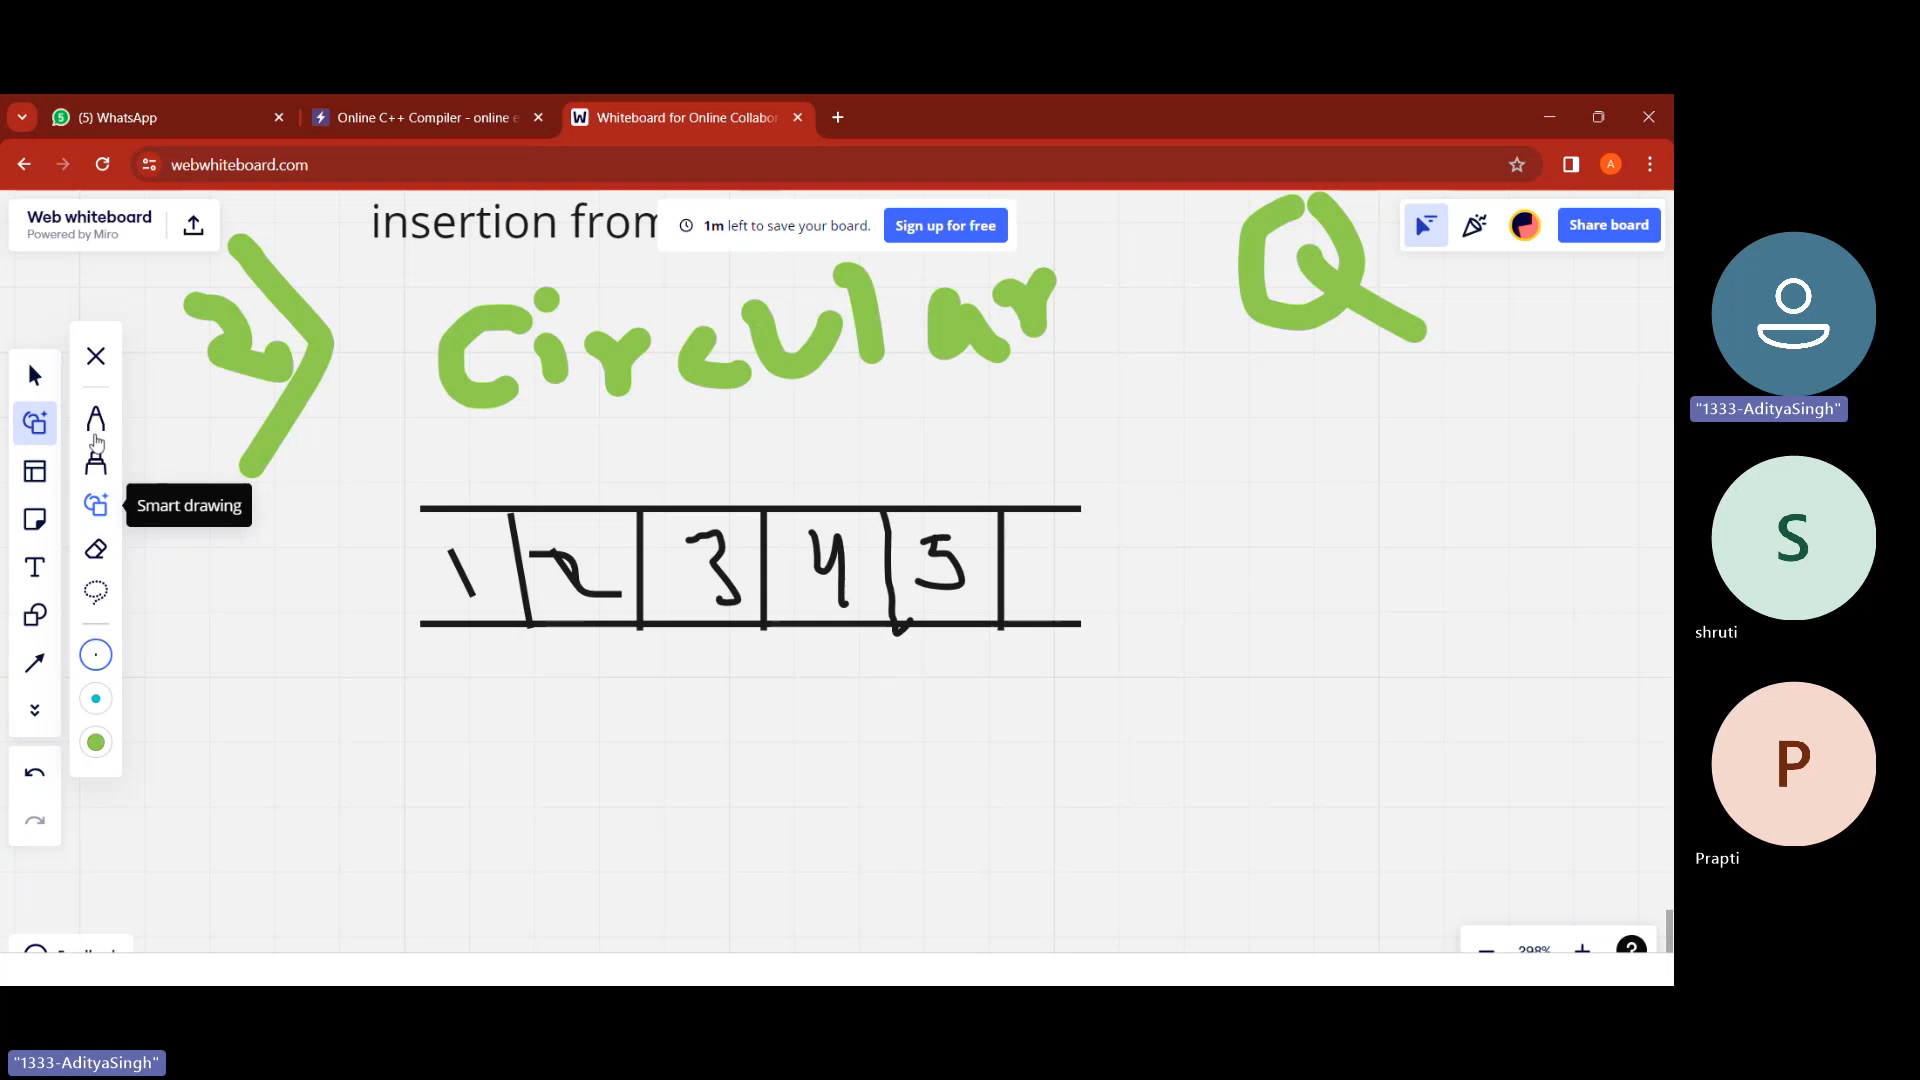 (5) WhatsApp
Online C++ Compiler - online e
Whiteboard for Online Collabor
webwhiteboard.com
A
Web whiteboard
Powered by Miro
insertion from
1m left to save your board.
Sign up for free
Share board
Q
2>
Circular
Smart drawing
1 2 3 4 5
298%
"1333-AdityaSingh"
S
shruti
P
Prapti
"1333-AdityaSingh"